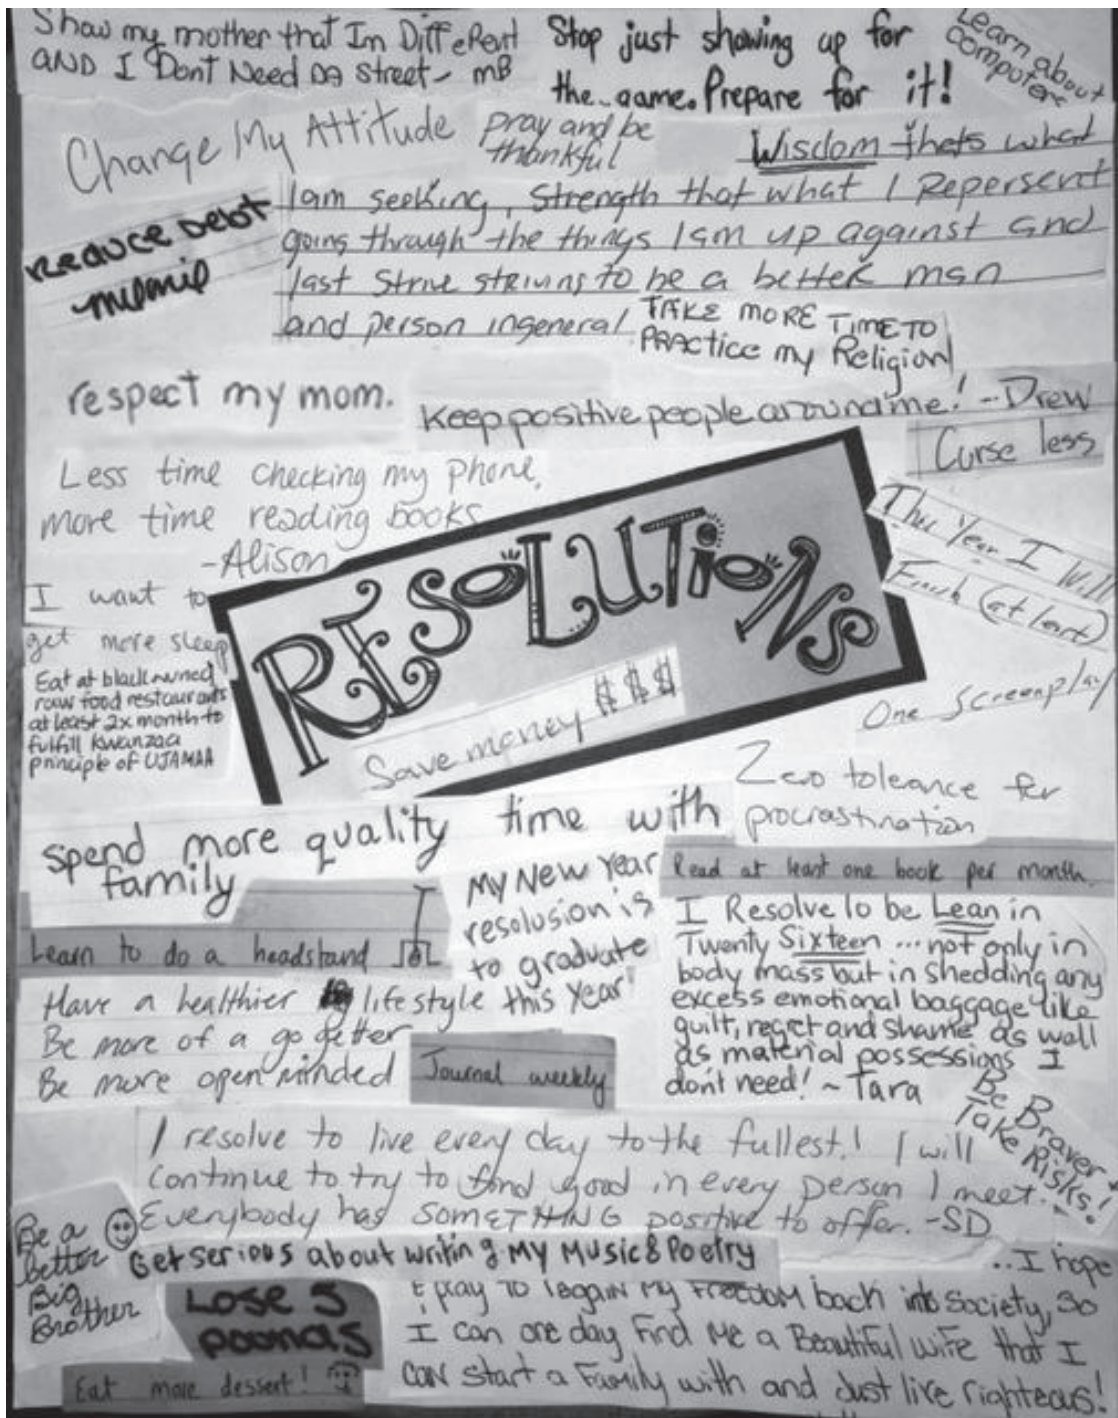 Show my mother that Im Different
AND I Dont Need DA Street~ mB
Stop just showing up for
the game. Prepare for it!
Learn about
computers
Change My Attitude
pray and be
thankful
Wisdom thats what
I am seeking, Strength that what I Repersent
going through the things I am up against and
last Strive striving to be a better man
and person ingeneral
Reduce Debt
TAKE MORE TIME TO
PRACtice my Religion
respect my mom.
Keep positive people around me! -Drew
Curse less
Less time checking my phone,
more time reading books
-Alison
This Year I Will
Finish (at least)
One Screenplay
I want to
get more sleep
Eat at black owned
raw food restaurants
at least 2x month to
fulfill Kwanzaa
principle of UJAMAA
RESOLUTIONS
Save money $$$
Zero tolerance for
procrastination
spend more quality time with
family
Read at least one book per month.
My New Year
resolusion is
to graduate
this Year!
Learn to do a headstand
I Resolve to be Lean in
Twenty Sixteen ... not only in
body mass but in shedding any
excess emotional baggage like
guilt, regret and shame as well
as material possessions I
don't need! ~ Tara
Have a healthier lifestyle
Be more of a go getter
Be more open minded
Journal weekly
Be Braver +
Take Risks!
I resolve to live every day to the fullest! I will
continue to try to find good in every person I meet.
Everybody has SOMETHING positive to offer. -SD
Be a
better
Big
Brother
Get serious about writing My Music & Poetry
Lose 5
pounds
Eat more dessert!
...I hope
& pray to regain My Freedom back into society, so
I can one day Find Me a Beautiful Wife that I
CAN start a Family with and Just live righteous!